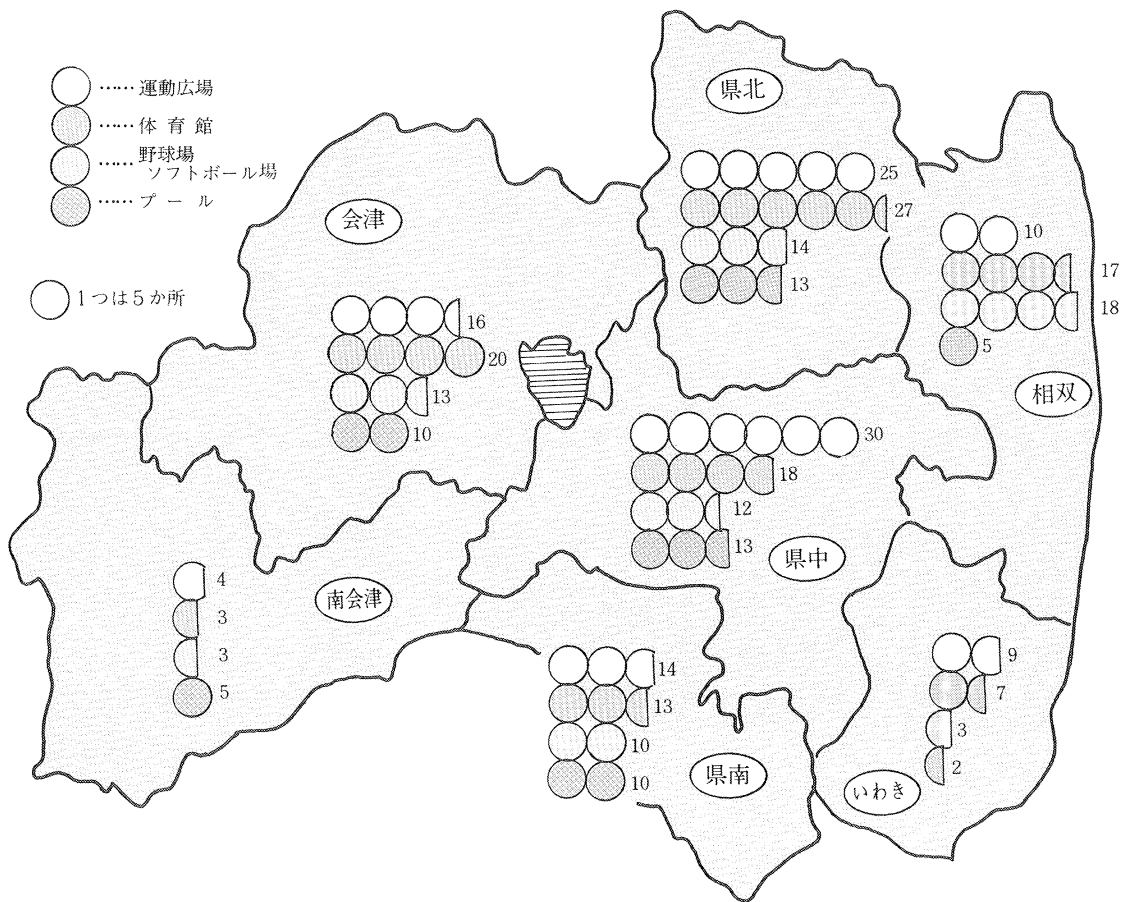 ……運動広場
……体育館
……野球場
ソフトボール場
……プール
1つは5か所
県北
25
27
14
13
会津
16
20
13
10
相双
10
17
18
5
県中
30
18
12
13
南会津
4
3
3
5
県南
14
13
10
10
いわき
9
7
3
2